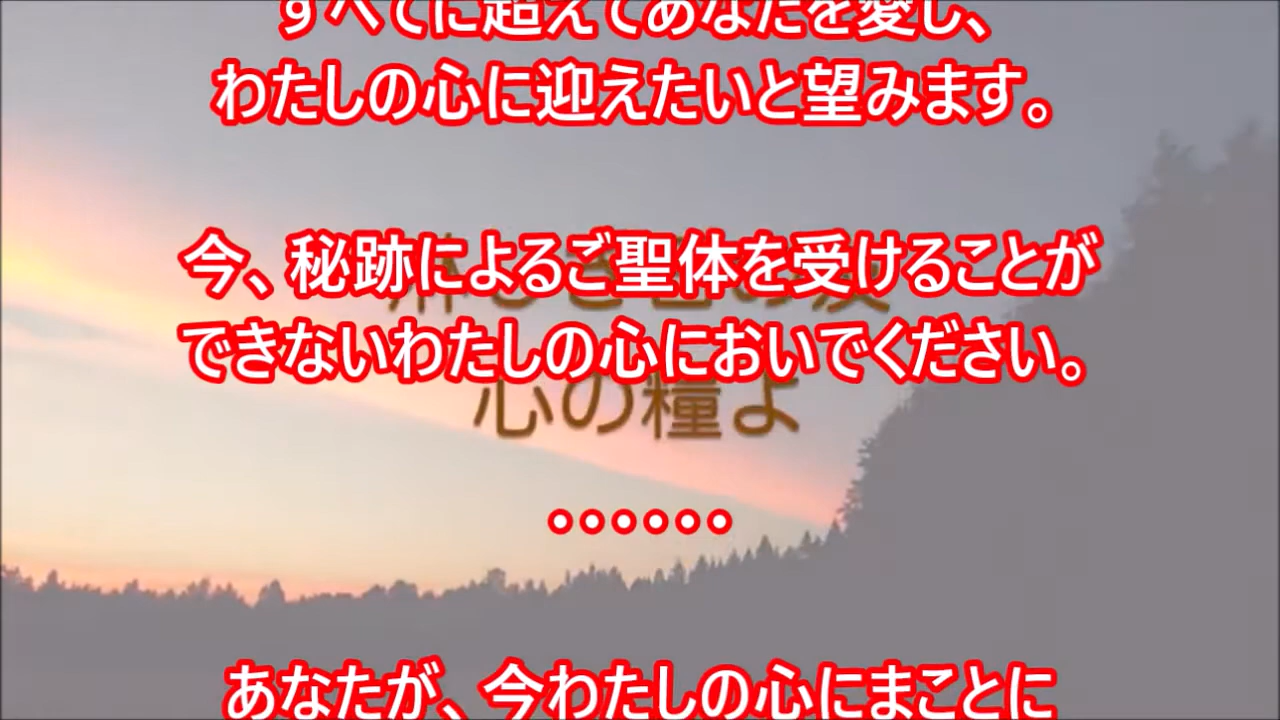 すべてに超えてあなたを愛し、
わたしの心に迎えたいと望みます。
今、秘跡によるご聖体を受けることが
できないわたしの心においでください。
心の糧よ
。。。。。。
あなたが、今わたしの心にまことに